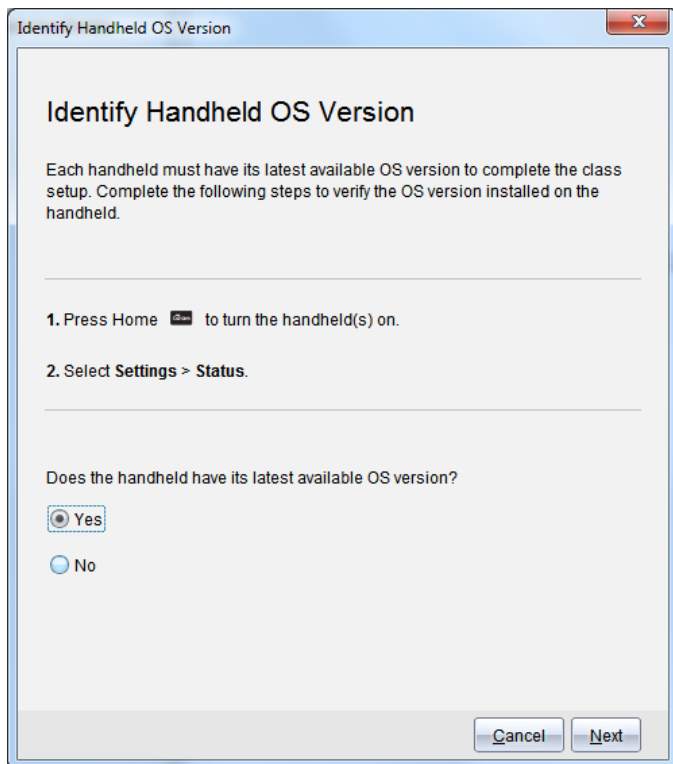 Identify Handheld OS Version
Identify Handheld OS Version
Each handheld must have its latest available OS version to complete the class
setup. Complete the following steps to verify the OS version installed on the
handheld.
1. Press Home to turn the handheld(s) on.
2. Select Settings > Status.
Does the handheld have its latest available OS version?
Yes
No
Cancel Next